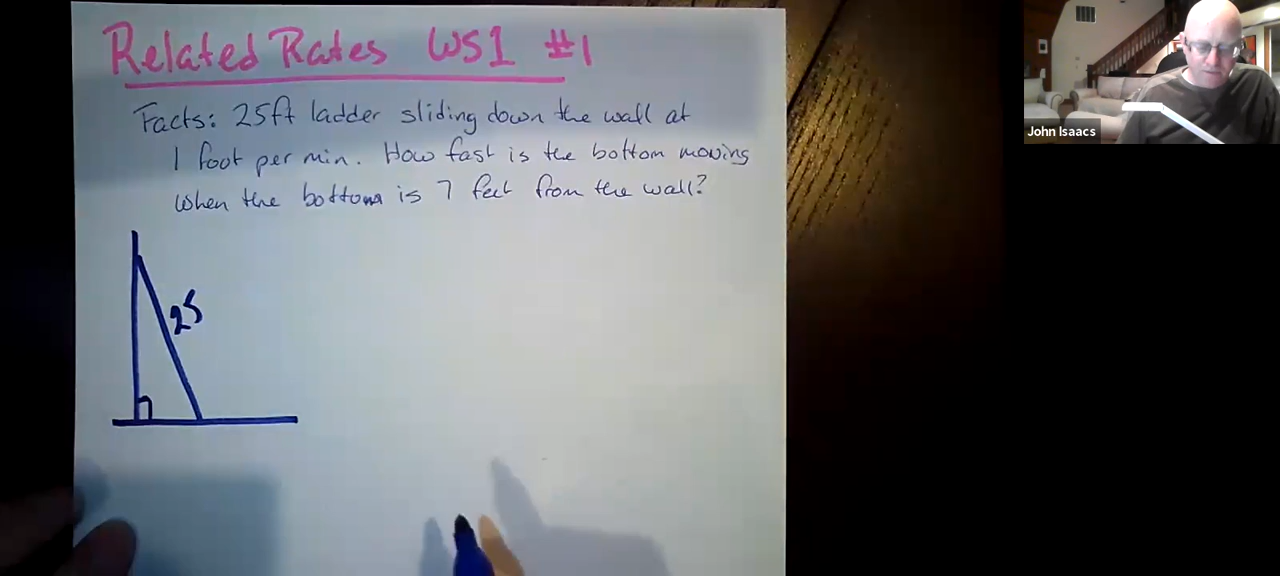 Related Rates WS1 #1
Facts: 25ft ladder sliding down the wall at
1 foot per min. How fast is the bottom moving
when the bottom is 7 feet from the wall?
25
John Isaacs